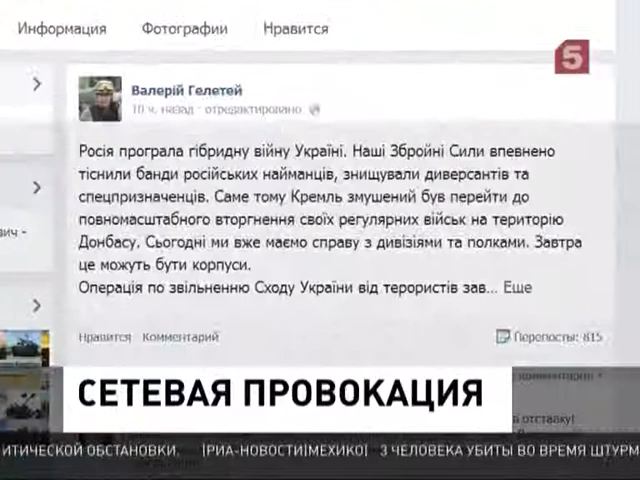 Информация Фотографии Нравится
5
Валерій Гелетей
10 ч. назад · отредактировано
Росія програла гібридну війну Україні. Наші Збройні Сили впевнено
тіснили банди російських найманців, знищували диверсантів та
спецпризначенців. Саме тому Кремль змушений був перейти до
повномасштабного вторгнення своїх регулярних військ на територію
Донбасу. Сьогодні ми вже маємо справу з дивізіями та полками. Завтра
це можуть бути корпуси.
Операція по звільненню Сходу України від терористів зав... Еще
Нравится Комментарий Перепосты: 815
СЕТЕВАЯ ПРОВОКАЦИЯ
отставку!
ИТИЧЕСКОЙ ОБСТАНОВКИ. |РИА-НОВОСТИ|МЕХИКО| 3 ЧЕЛОВЕКА УБИТЫ ВО ВРЕМЯ ШТУРМ